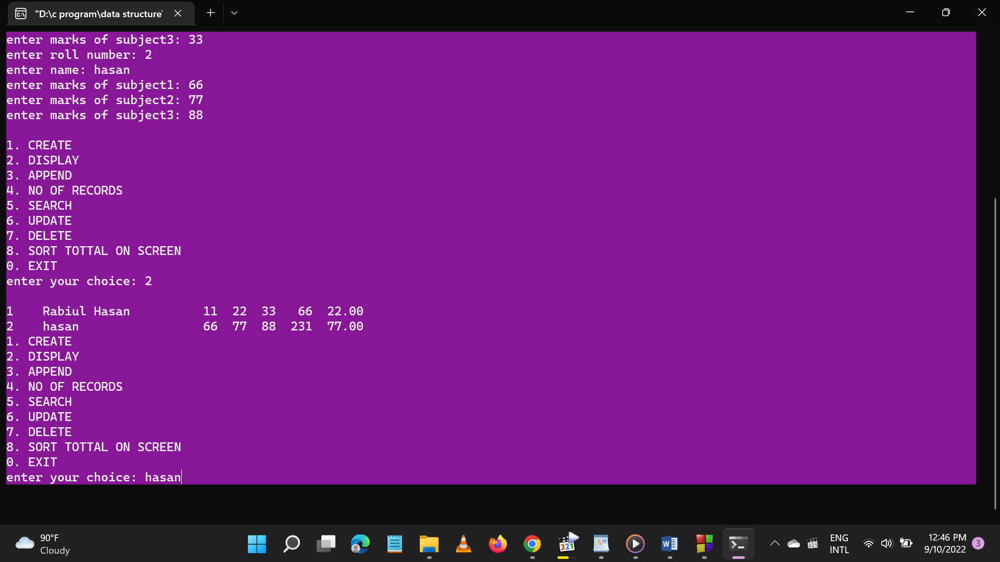 "D:\c program\data structure\
enter marks of subject3: 33
enter roll number: 2
enter name: hasan
enter marks of subject1: 66
enter marks of subject2: 77
enter marks of subject3: 88
1. CREATE
2. DISPLAY
3. APPEND
4. NO OF RECORDS
5. SEARCH
6. UPDATE
7. DELETE
8. SORT TOTTAL ON SCREEN
0. EXIT
enter your choice: 2
1 Rabiul Hasan 11 22 33 66 22.00
2 hasan 66 77 88 231 77.00
1. CREATE
2. DISPLAY
3. APPEND
4. NO OF RECORDS
5. SEARCH
6. UPDATE
7. DELETE
8. SORT TOTTAL ON SCREEN
0. EXIT
enter your choice: hasan
90°F
Cloudy
321
W
321
ENG
INTL
12:46 PM
9/10/2022
3